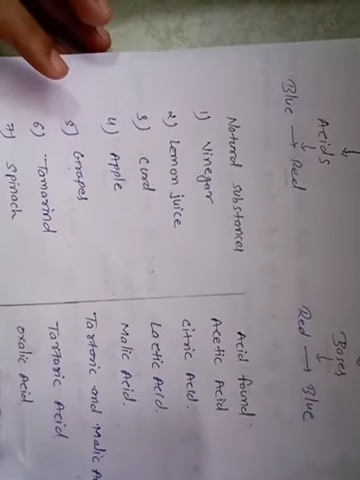 Acids Bases
Blue → Red Red → Blue
Natural substances Acid found
1) Vinegar Acetic Acid
2) Lemon juice citric Acid.
3) curd Lactic Acid.
4) Apple Malic Acid.
5) Grapes Tartaric and Malic A
6) Tamarind Tartaric Acid
7) spinach oxalic Acid.